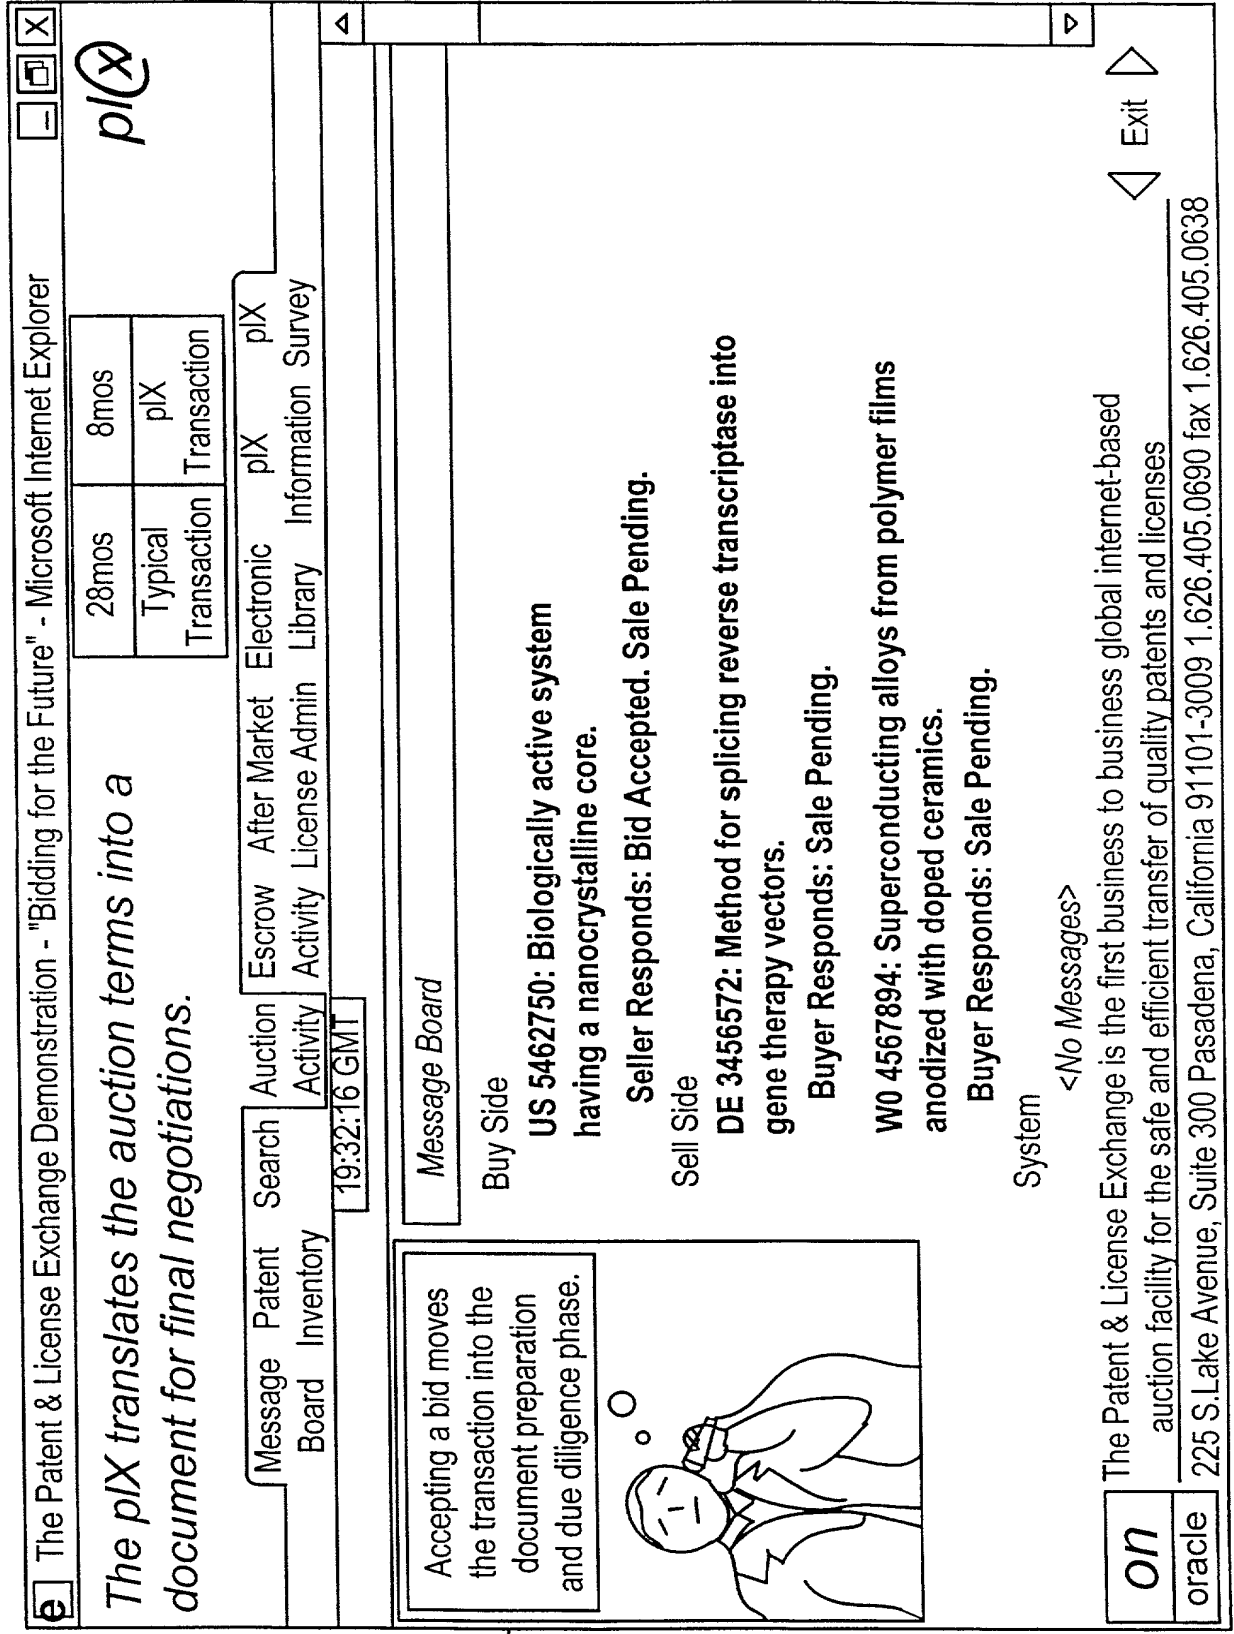 e The Patent & License Exchange Demonstration - "Bidding for the Future" - Microsoft Internet Explorer _ X
The plX translates the auction terms into a
document for final negotiations.
28mos 8mos
Typical plX
Transaction Transaction
pl(x
Message Patent Search Auction Escrow After Market Electronic plX plX
Board Inventory Activity Activity License Admin Library Information Survey
19:32:16 GMT
Accepting a bid moves
the transaction into the
document preparation
and due diligence phase.
Message Board
Buy Side
US 5462750: Biologically active system
having a nanocrystalline core.
Seller Responds: Bid Accepted. Sale Pending.
Sell Side
DE 3456572: Method for splicing reverse transcriptase into
gene therapy vectors.
Buyer Responds: Sale Pending.
W0 4567894: Superconducting alloys from polymer films
anodized with doped ceramics.
Buyer Responds: Sale Pending.
System
<No Messages>
on
oracle
The Patent & License Exchange is the first business to business global internet-based
auction facility for the safe and efficient transfer of quality patents and licenses
225 S.Lake Avenue, Suite 300 Pasadena, California 91101-3009 1.626.405.0690 fax 1.626.405.0638
Exit